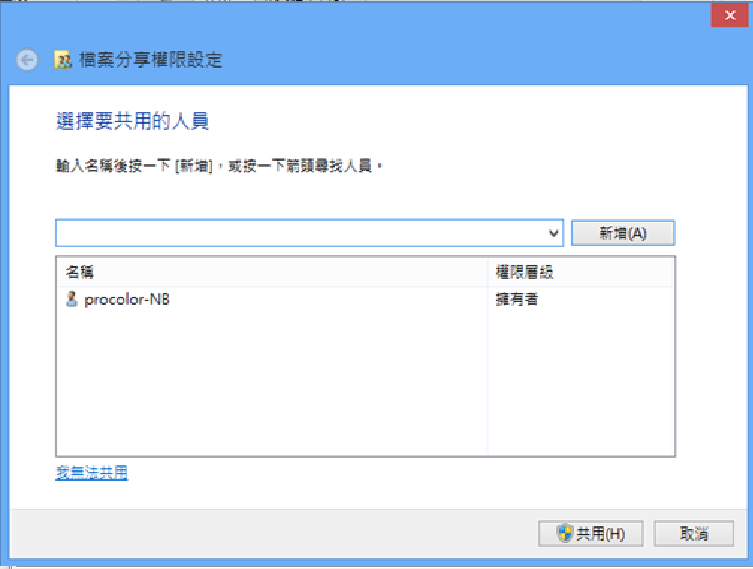 檔案分享權限設定
選擇要共用的人員
輸入名稱後按一下 [新增]，或按一下箭頭尋找人員。
新增(A)
名稱 權限層級
procolor-NB 擁有者
我無法共用
共用(H) 取消